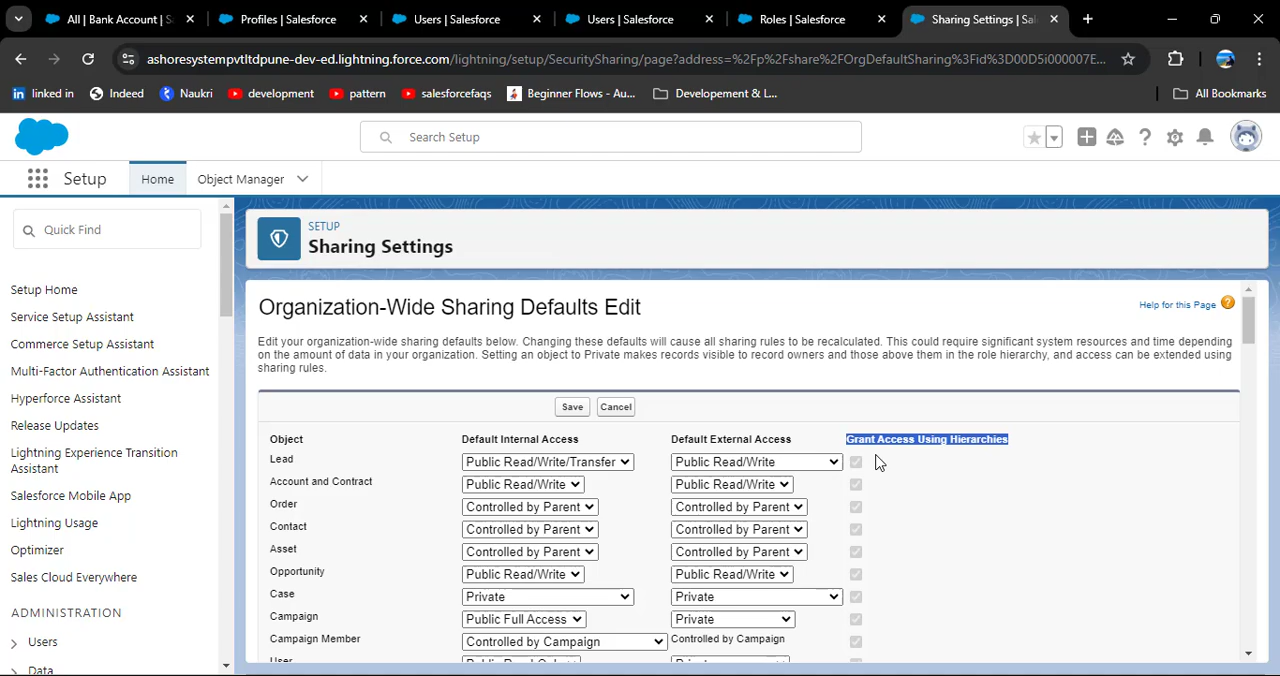 All | Bank Account | S
Profiles | Salesforce
Users | Salesforce
Users | Salesforce
Roles | Salesforce
Sharing Settings | Sal
ashoresystempvtltdpune-dev-ed.lightning.force.com/lightning/setup/SecuritySharing/page?address=%2Fp%2Fshare%2FOrgDefaultSharing%3Fid%3D00D5i000007E...
linked in
Indeed
Naukri
development
pattern
salesforcefaqs
Beginner Flows - Au...
Developement & L...
All Bookmarks
Search Setup
Setup
Home
Object Manager
Quick Find
Setup Home
Service Setup Assistant
Commerce Setup Assistant
Multi-Factor Authentication Assistant
Hyperforce Assistant
Release Updates
Lightning Experience Transition
Assistant
Salesforce Mobile App
Lightning Usage
Optimizer
Sales Cloud Everywhere
ADMINISTRATION
Users
Data
SETUP
Sharing Settings
Organization-Wide Sharing Defaults Edit
Help for this Page
Edit your organization-wide sharing defaults below. Changing these defaults will cause all sharing rules to be recalculated. This could require significant system resources and time depending
on the amount of data in your organization. Setting an object to Private makes records visible to record owners and those above them in the role hierarchy, and access can be extended using
sharing rules.
Save Cancel
Object Default Internal Access Default External Access Grant Access Using Hierarchies
Lead Public Read/Write/Transfer Public Read/Write
Account and Contract Public Read/Write Public Read/Write
Order Controlled by Parent Controlled by Parent
Contact Controlled by Parent Controlled by Parent
Asset Controlled by Parent Controlled by Parent
Opportunity Public Read/Write Public Read/Write
Case Private Private
Campaign Public Full Access Private
Campaign Member Controlled by Campaign Controlled by Campaign
User Public Read Only Private